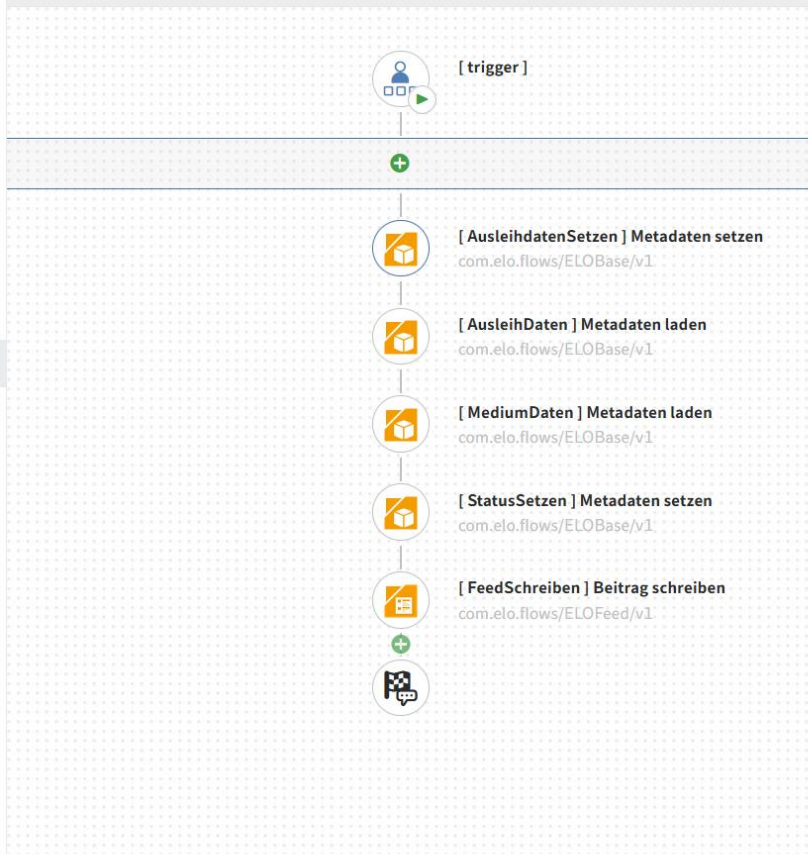 [ trigger ]
[ AusleihdatenSetzen ] Metadaten setzen
com.elo.flows/ELOBase/v1
[ AusleihDaten ] Metadaten laden
com.elo.flows/ELOBase/v1
[ MediumDaten ] Metadaten laden
com.elo.flows/ELOBase/v1
[ StatusSetzen ] Metadaten setzen
com.elo.flows/ELOBase/v1
[ FeedSchreiben ] Beitrag schreiben
com.elo.flows/ELOFeed/v1